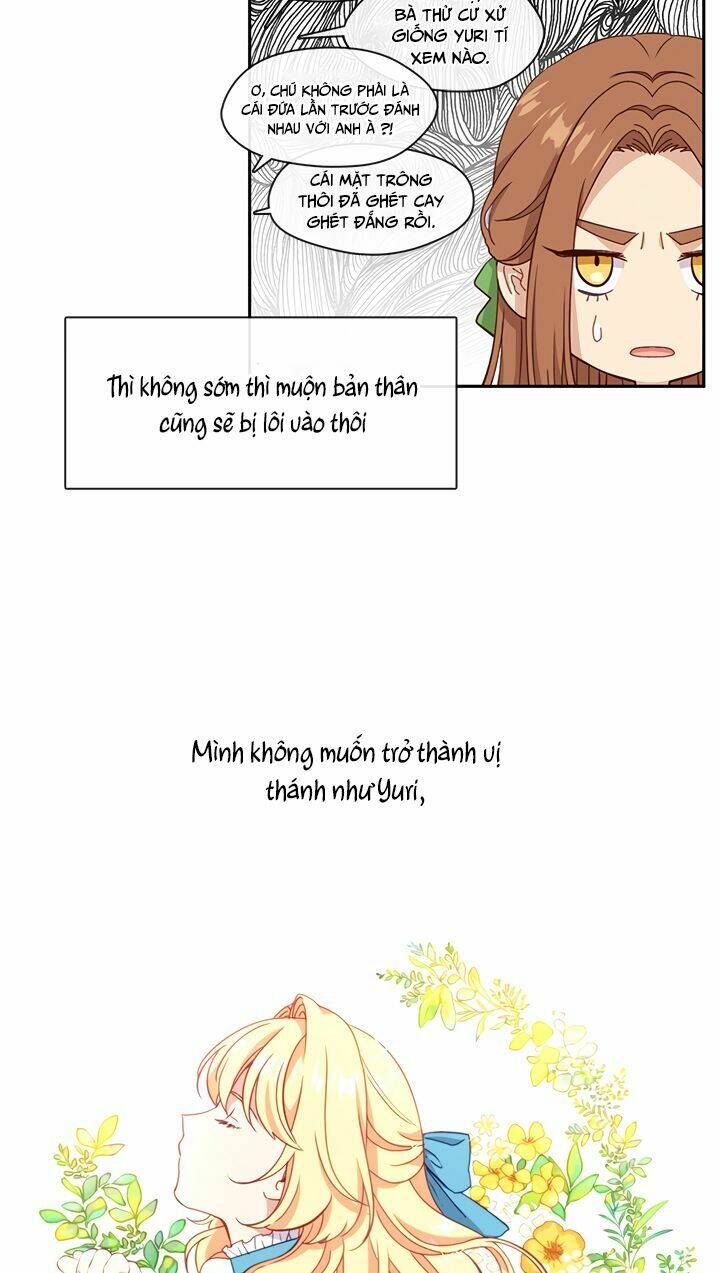 BÀ THỬ CƯ XỬ
GIỐNG YURI TÍ
XEM NÀO.
Ơ, CHÚ KHÔNG PHẢI LÀ
CÁI ĐỨA LẦN TRƯỚC ĐÁNH
NHAU VỚI ANH À ?!
CÁI MẶT TRÔNG
THÔI ĐÃ GHÉT CAY
GHÉT ĐẮNG RỒI.
Thì không sớm thì muộn bản thân
cũng sẽ bị lôi vào thôi
Mình không muốn trở thành vị
thánh như Yuri,